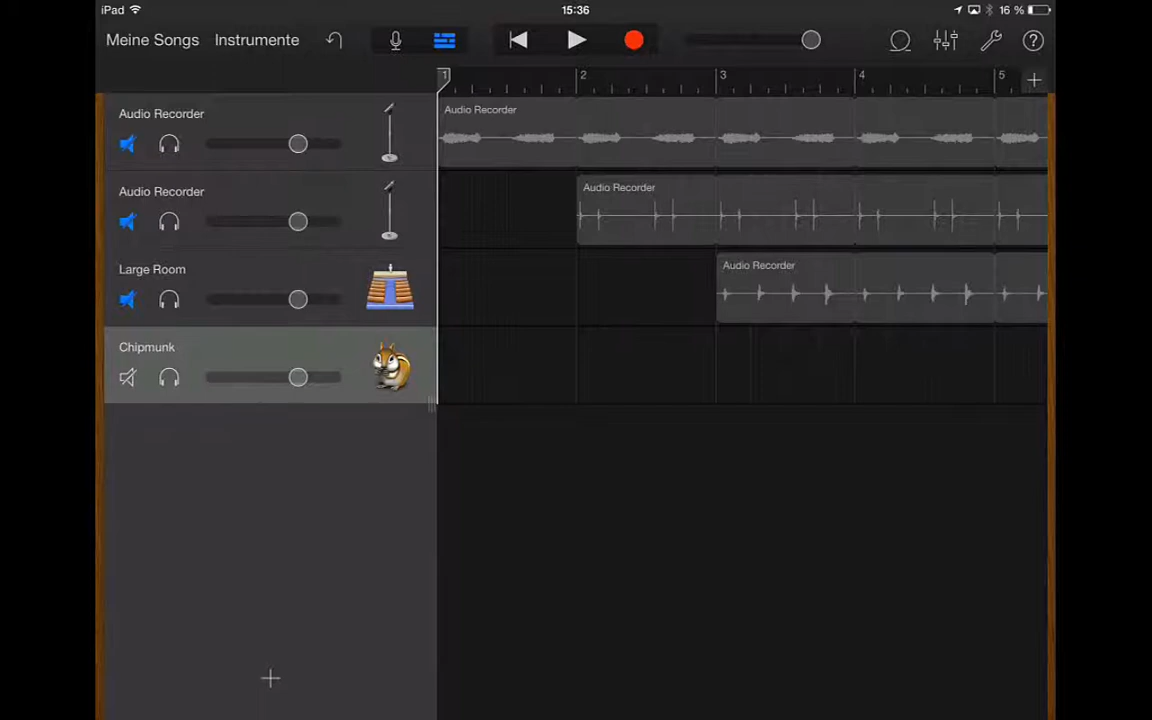 iPad
15:36
16 %
Meine Songs
Instrumente
?
1
2
3
4
5
Audio Recorder
Audio Recorder
Audio Recorder
Audio Recorder
Large Room
Audio Recorder
Chipmunk